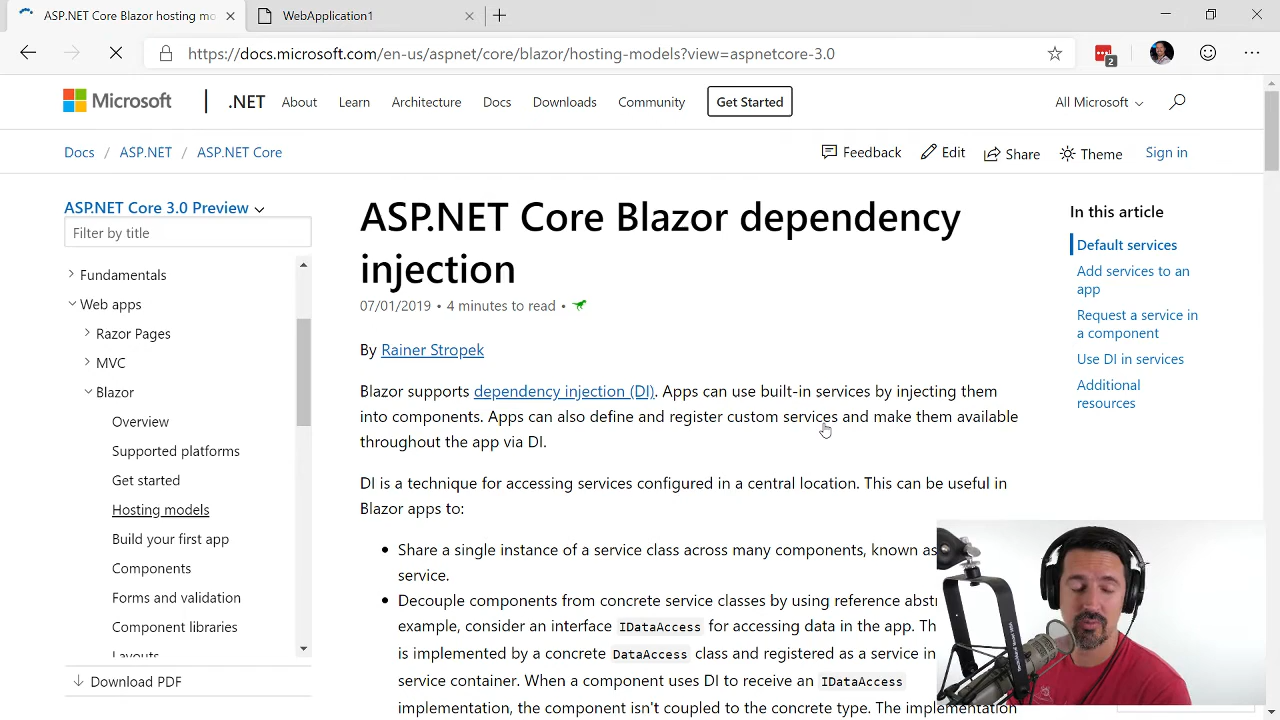 ASP.NET Core Blazor hosting mo
WebApplication1
https://docs.microsoft.com/en-us/aspnet/core/blazor/hosting-models?view=aspnetcore-3.0
2
Microsoft
.NET About Learn Architecture Docs Downloads Community Get Started
All Microsoft
Docs / ASP.NET / ASP.NET Core
Feedback Edit Share Theme Sign in
ASP.NET Core 3.0 Preview
Filter by title
Fundamentals
Web apps
Razor Pages
MVC
Blazor
Overview
Supported platforms
Get started
Hosting models
Build your first app
Components
Forms and validation
Component libraries
Layouts
Download PDF
ASP.NET Core Blazor dependency
injection
07/01/2019 • 4 minutes to read •
By Rainer Stropek
Blazor supports dependency injection (DI). Apps can use built-in services by injecting them
into components. Apps can also define and register custom services and make them available
throughout the app via DI.
DI is a technique for accessing services configured in a central location. This can be useful in
Blazor apps to:
• Share a single instance of a service class across many components, known as
service.
• Decouple components from concrete service classes by using reference
example, consider an interface IDataAccess for accessing data in the app.
is implemented by a concrete DataAccess class and registered as a service in
service container. When a component uses DI to receive an IDataAccess
implementation, the component isn't coupled to the concrete type. The implementation
In this article
Default services
Add services to an
app
Request a service in
a component
Use DI in services
Additional
resources